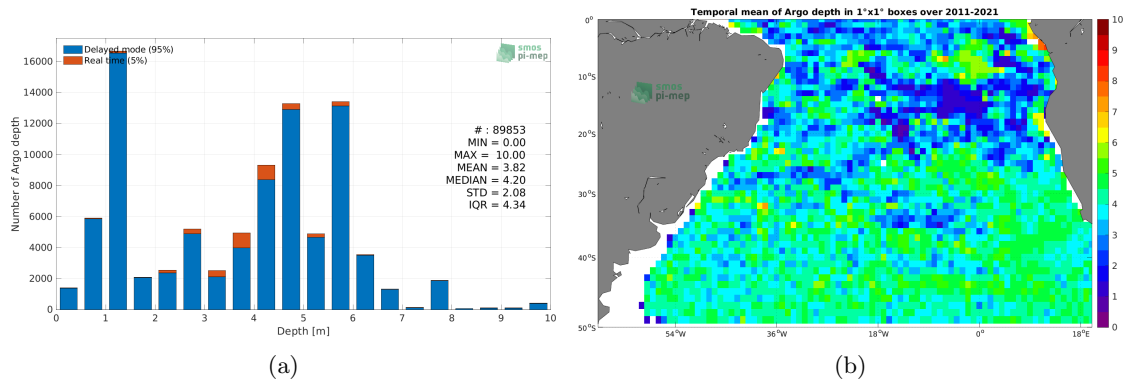 Delayed mode (95%)
Real time (5%)
smos
pi-mep
16000
14000
12000
10000
8000
6000
4000
2000
0
Number of Argo depth
# : 89853
MIN = 0.00
MAX = 10.00
MEAN = 3.82
MEDIAN = 4.20
STD = 2.08
IQR = 4.34
0 1 2 3 4 5 6 7 8 9 10
Depth [m]
(a)
Temporal mean of Argo depth in 1°x1° boxes over 2011-2021
0°
10°S
20°S
30°S
40°S
50°S
smos
pi-mep
54°W 36°W 18°W 0° 18°E
10
9
8
7
6
5
4
3
2
1
0
(b)